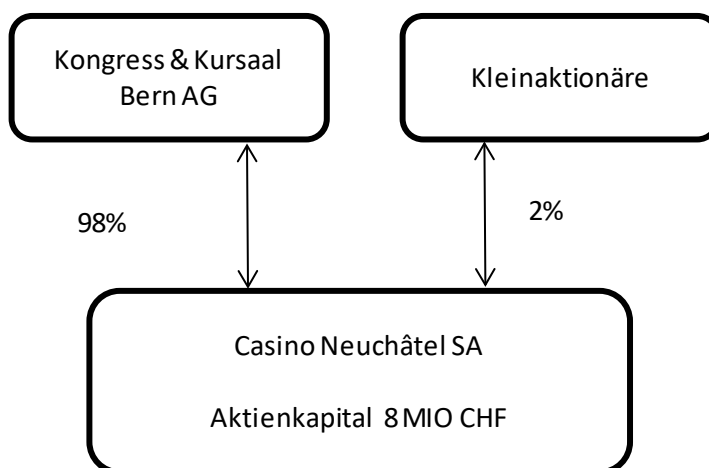 Kongress & Kursaal
Bern AG
Kleinaktionäre
98%
2%
Casino Neuchâtel SA
Aktienkapital 8 MIO CHF